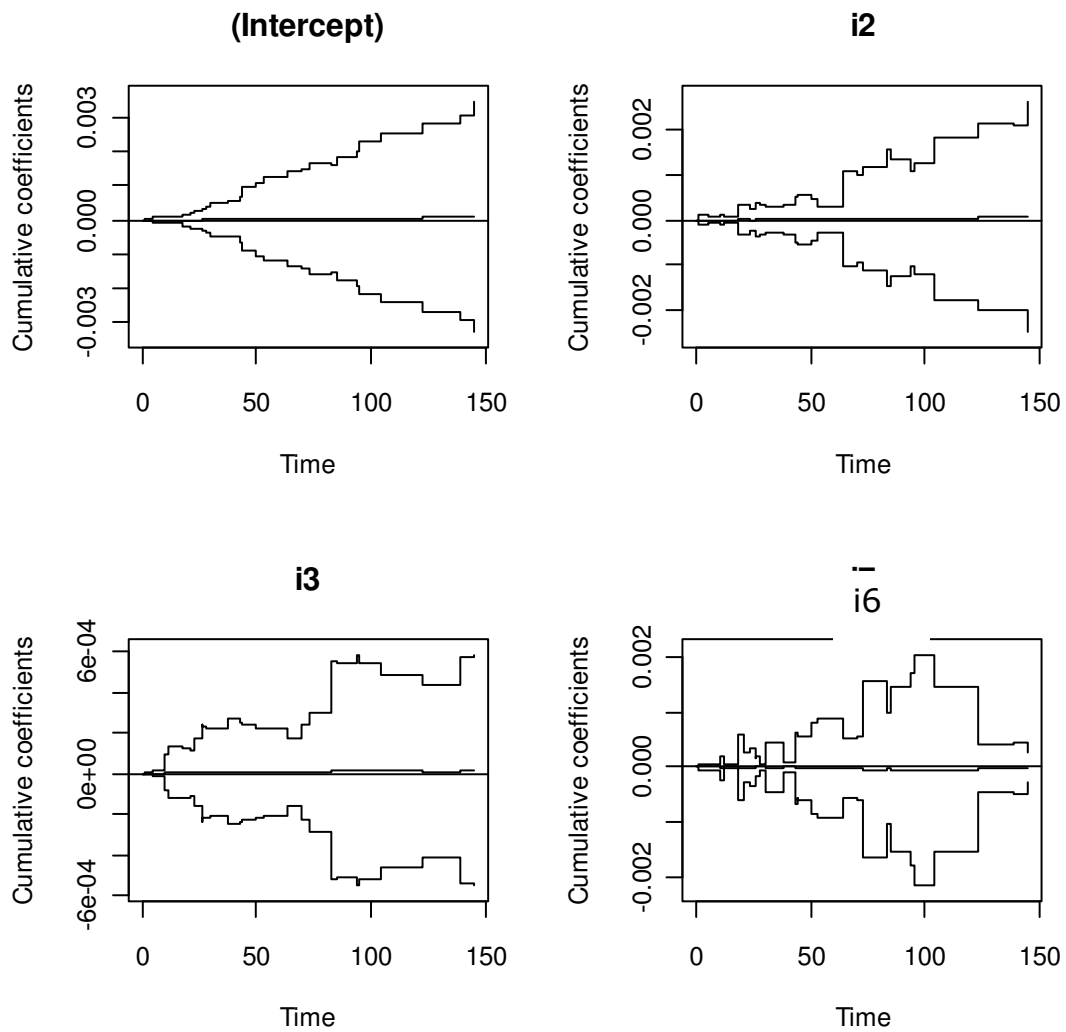 (Intercept)
Cumulative coefficients
-0.003 0.000 0.003
0 50 100 150
Time
i2
Cumulative coefficients
-0.002 0.000 0.002
0 50 100 150
Time
i3
Cumulative coefficients
-6e-04 0e+00 6e-04
0 50 100 150
Time
i6
Cumulative coefficients
-0.002 0.000 0.002
0 50 100 150
Time